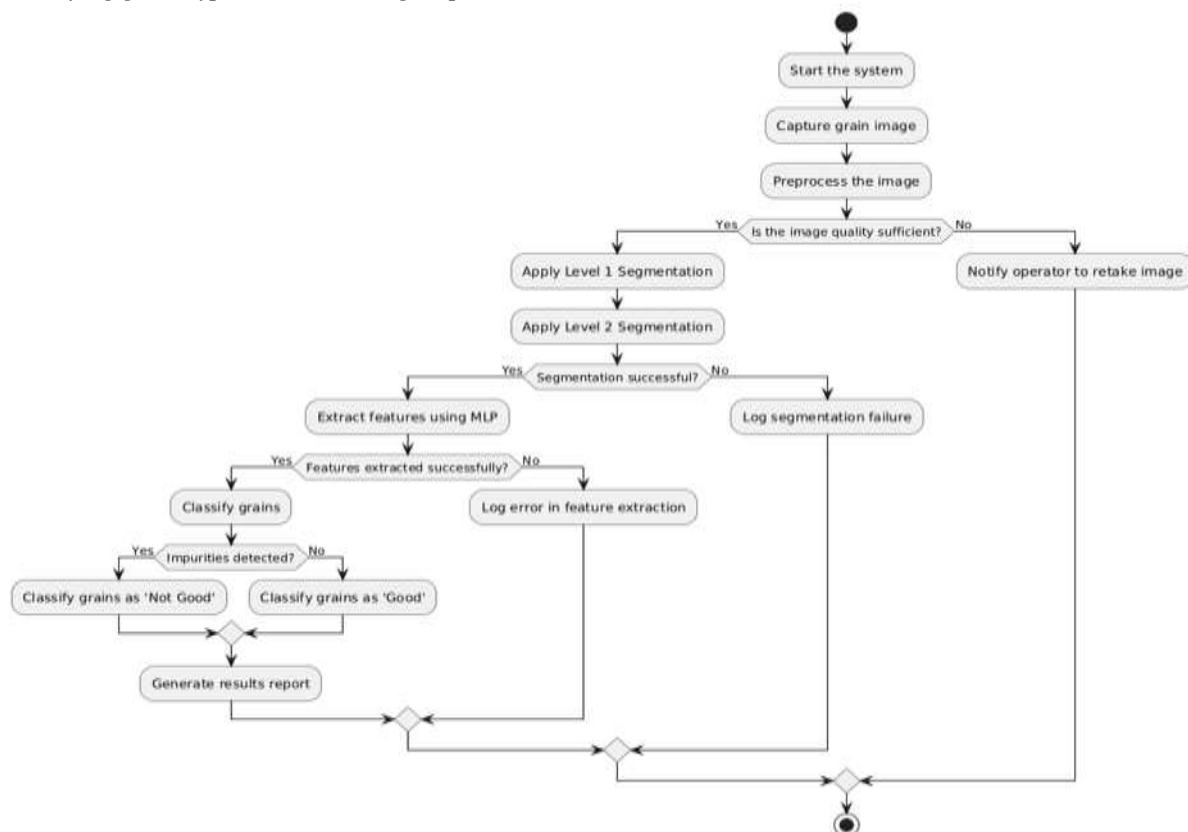 Start the system
Capture grain image
Preprocess the image
Is the image quality sufficient?
Yes
No
Apply Level 1 Segmentation
Notify operator to retake image
Apply Level 2 Segmentation
Segmentation successful?
Yes
No
Extract features using MLP
Log segmentation failure
Features extracted successfully?
Yes
No
Classify grains
Log error in feature extraction
Impurities detected?
Yes
No
Classify grains as 'Not Good'
Classify grains as 'Good'
Generate results report